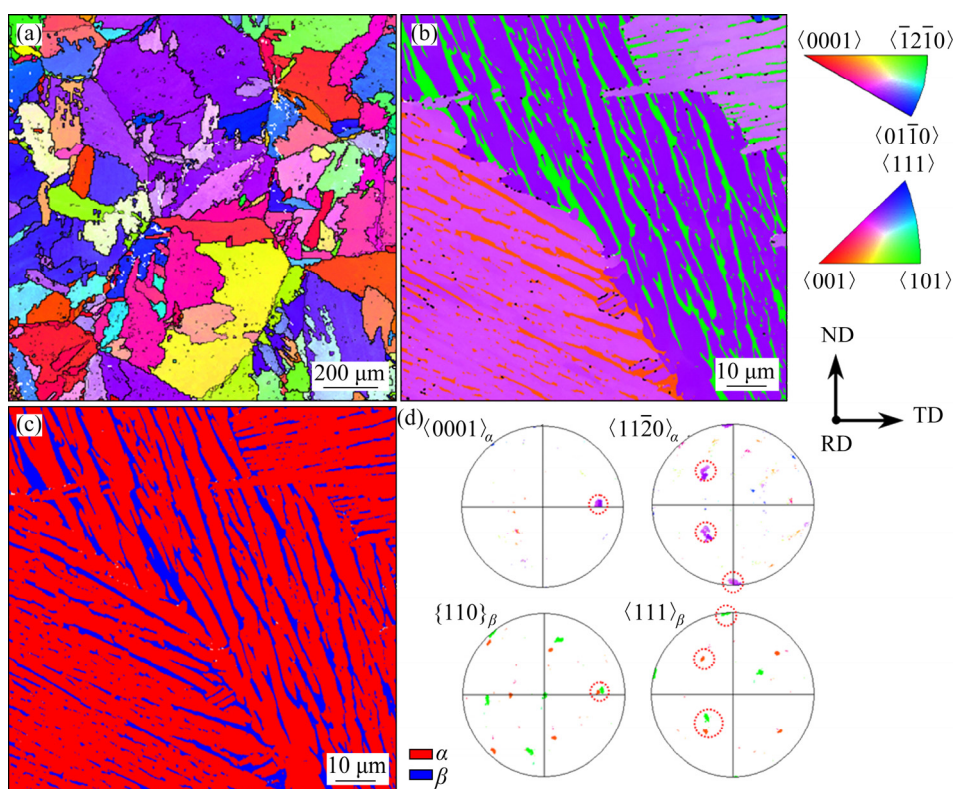 (a)
200 μm
(b)
10 μm
⟨0001⟩ ⟨1̄21̄0⟩
⟨011̄0⟩
⟨111⟩
⟨001⟩ ⟨101⟩
ND
TD
RD
(c)
10 μm
α
β
(d)
⟨0001⟩α ⟨112̄0⟩α
{110}β ⟨111⟩β